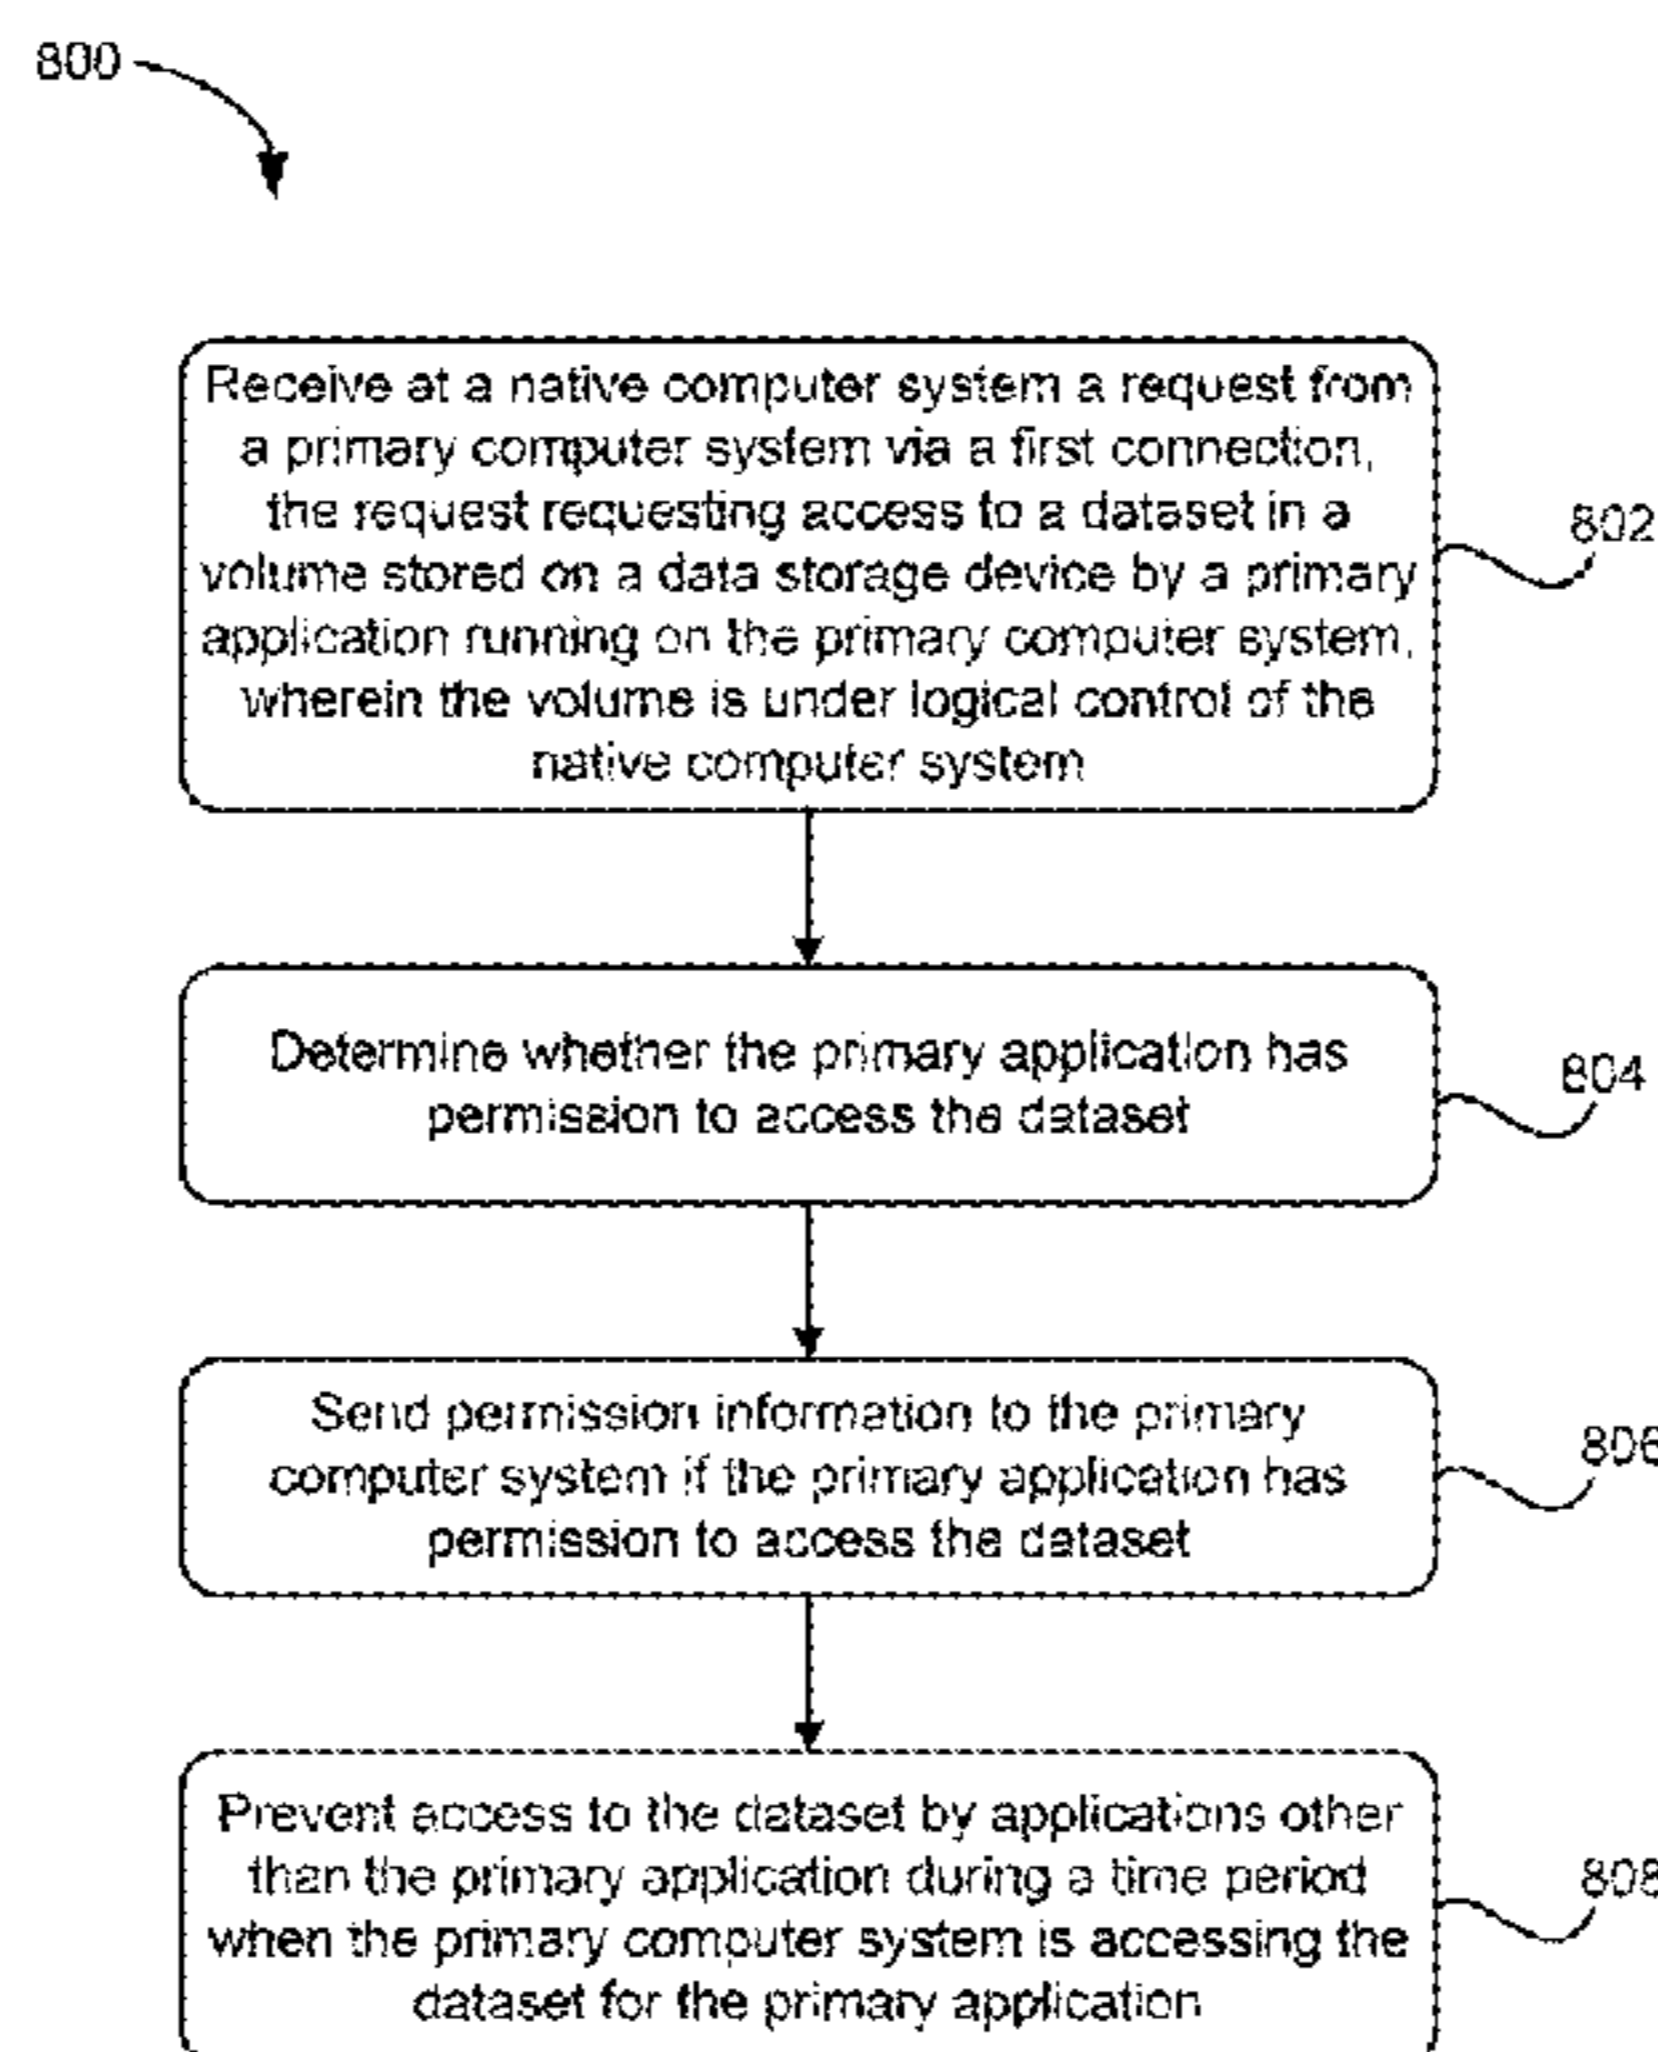 800
Receive at a native computer system a request from
a primary computer system via a first connection,
the request requesting access to a dataset in a
volume stored on a data storage device by a primary
application running on the primary computer system,
wherein the volume is under logical control of the
native computer system
802
Determine whether the primary application has
permission to access the dataset
804
Send permission information to the primary
computer system if the primary application has
permission to access the dataset
806
Prevent access to the dataset by applications other
than the primary application during a time period
when the primary computer system is accessing the
dataset for the primary application
808